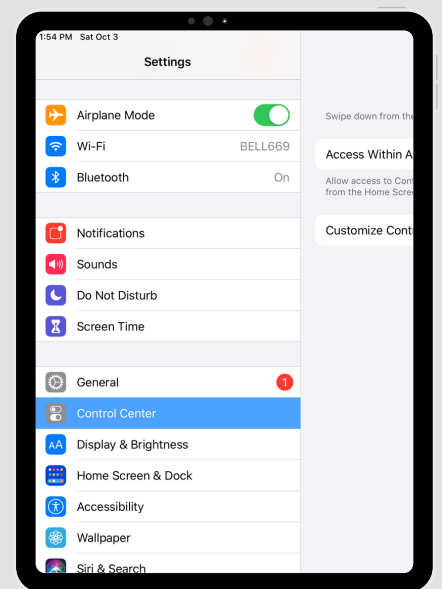 1:54 PM Sat Oct 3
Settings
Airplane Mode
Wi-Fi BELL669
Bluetooth On
Notifications
Sounds
Do Not Disturb
Screen Time
General 1
Control Center
AA Display & Brightness
Home Screen & Dock
Accessibility
Wallpaper
Siri & Search
Swipe down from the
Access Within A
Allow access to Cont
from the Home Scree
Customize Cont